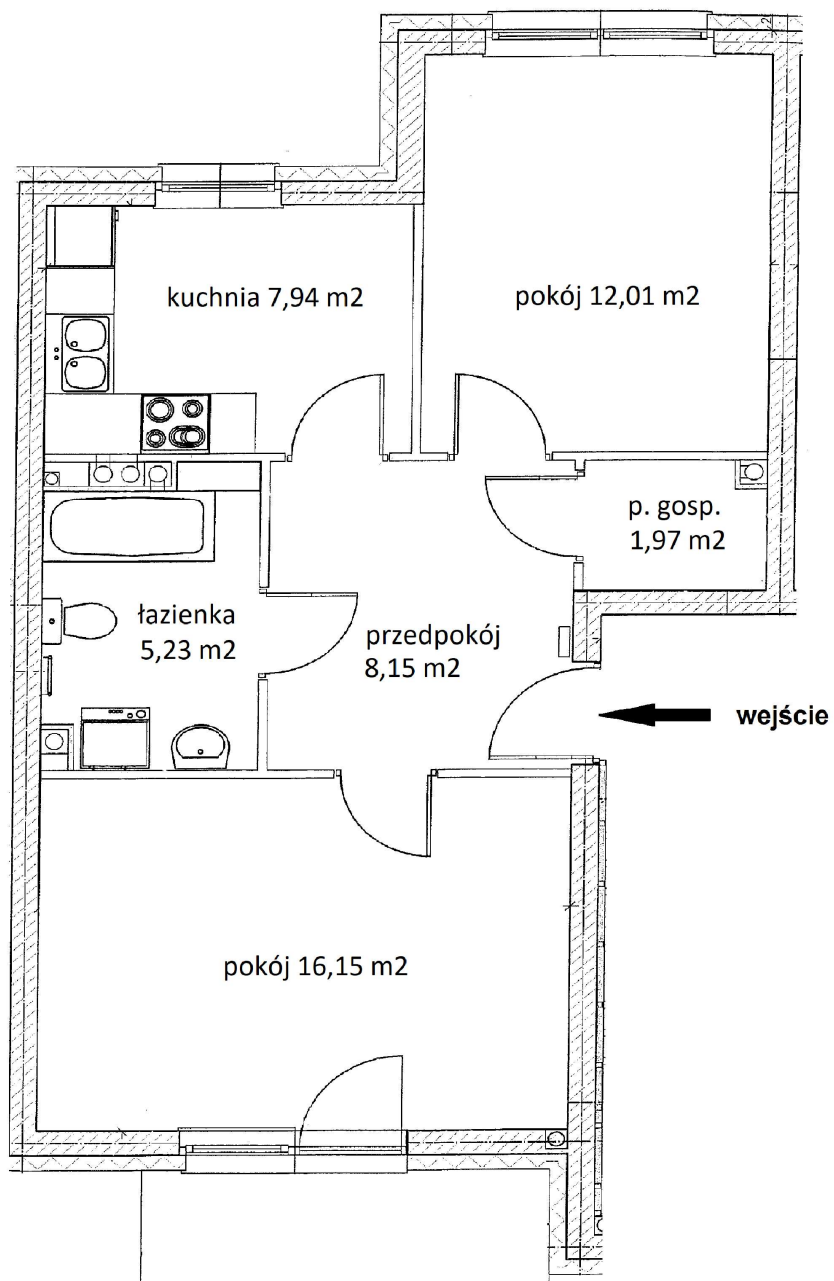 kuchnia 7,94 m2
pokój 12,01 m2
p. gosp.
1,97 m2
łazienka
5,23 m2
przedpokój
8,15 m2
wejście
pokój 16,15 m2